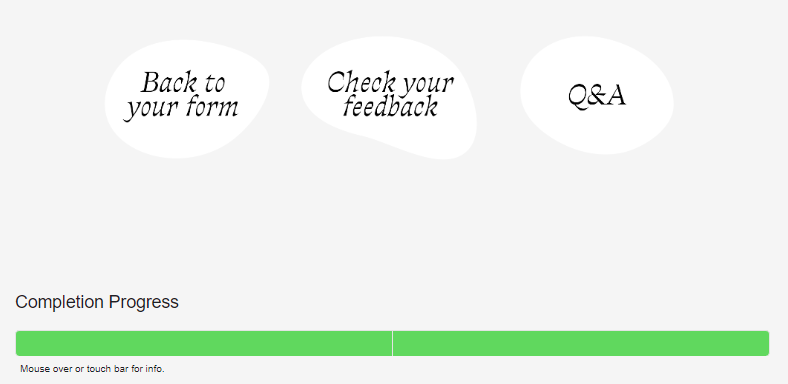 Back to
your form
Check your
feedback
Q&A
Completion Progress
Mouse over or touch bar for info.